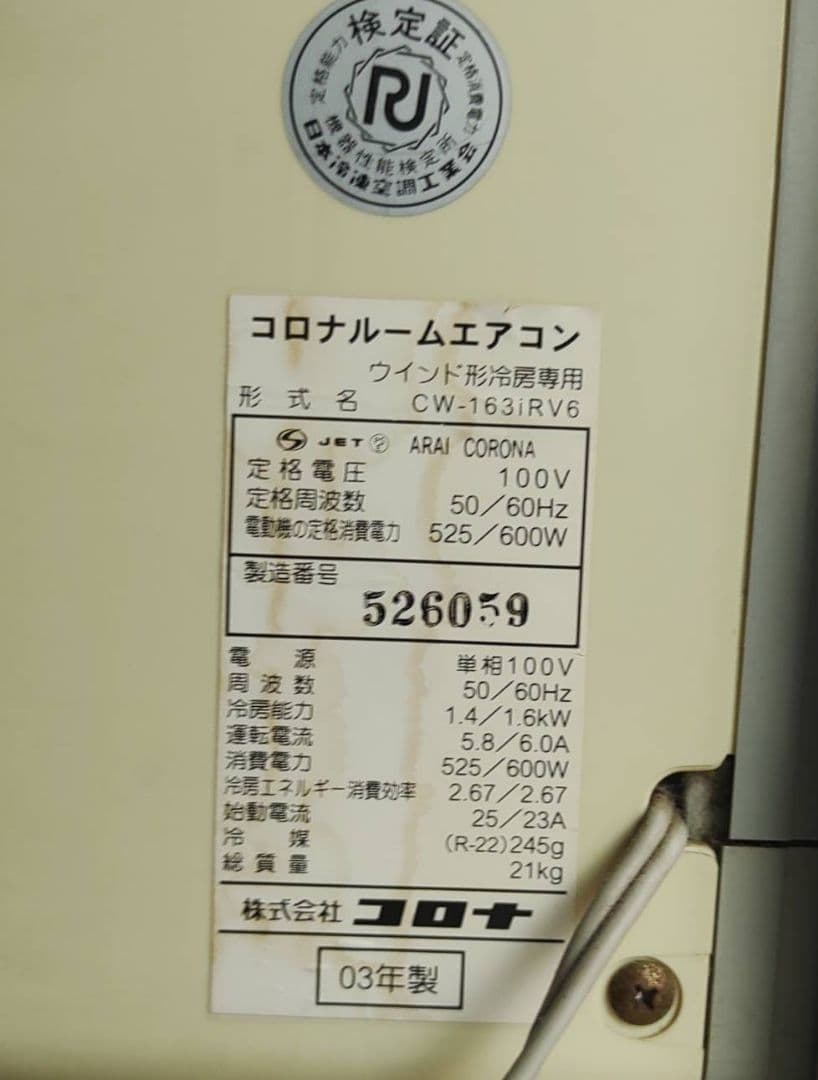 検定証
定格能力
定格消費電力
RJ
機器性能検定所
日本冷凍空調工業会
コロナルームエアコン
ウインド形冷房専用
形式名 CW-163iRV6
JET ARAI CORONA
定格電圧 100V
定格周波数 50/60Hz
電動機の定格消費電力 525/600W
製造番号
526059
電源 単相100V
周波数 50/60Hz
冷房能力 1.4/1.6kW
運転電流 5.8/6.0A
消費電力 525/600W
冷房エネルギー消費効率 2.67/2.67
始動電流 25/23A
冷媒 (R-22)245g
総質量 21kg
株式会社 コロナ
03年製